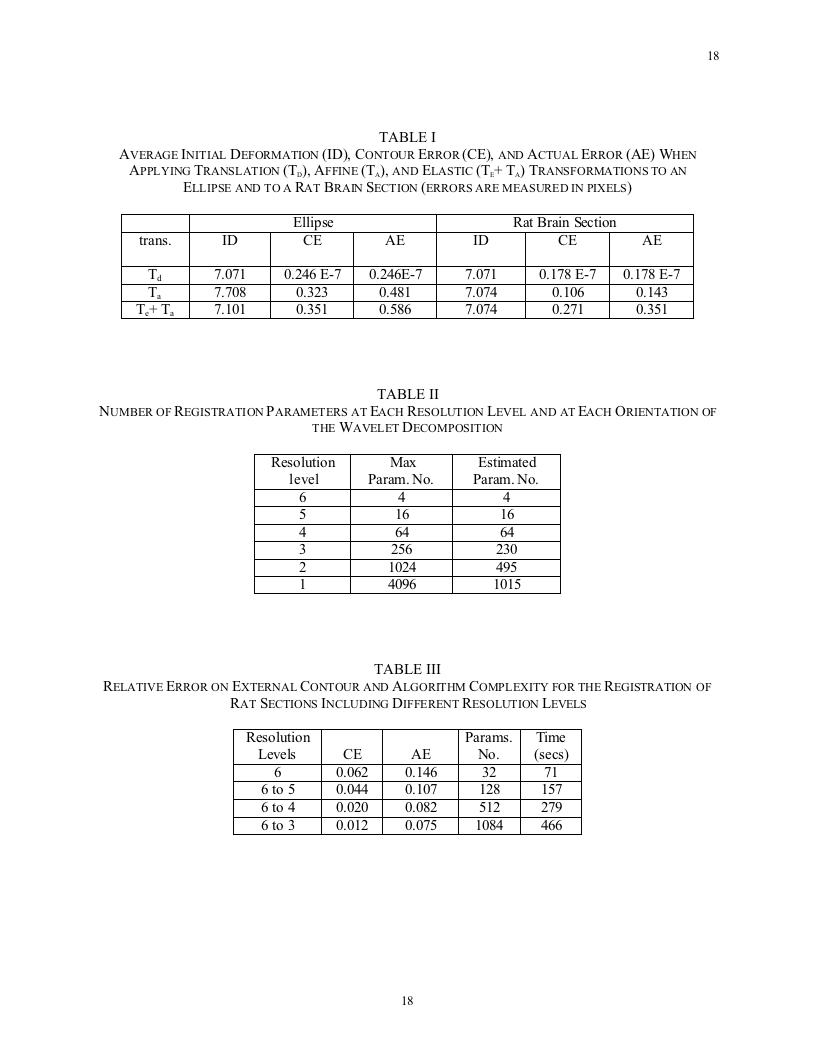 18
TABLE I
AVERAGE INITIAL DEFORMATION (ID), CONTOUR ERROR (CE), AND ACTUAL ERROR (AE) WHEN
APPLYING TRANSLATION (TD), AFFINE (TA), AND ELASTIC (TE+ TA) TRANSFORMATIONS TO AN
ELLIPSE AND TO A RAT BRAIN SECTION (ERRORS ARE MEASURED IN PIXELS)
Ellipse Rat Brain Section
trans. ID CE AE ID CE AE
Td 7.071 0.246 E-7 0.246E-7 7.071 0.178 E-7 0.178 E-7
Ta 7.708 0.323 0.481 7.074 0.106 0.143
Te+ Ta 7.101 0.351 0.586 7.074 0.271 0.351
TABLE II
NUMBER OF REGISTRATION PARAMETERS AT EACH RESOLUTION LEVEL AND AT EACH ORIENTATION OF
THE WAVELET DECOMPOSITION
Resolution Max Estimated
level Param. No. Param. No.
6 4 4
5 16 16
4 64 64
3 256 230
2 1024 495
1 4096 1015
TABLE III
RELATIVE ERROR ON EXTERNAL CONTOUR AND ALGORITHM COMPLEXITY FOR THE REGISTRATION OF
RAT SECTIONS INCLUDING DIFFERENT RESOLUTION LEVELS
Resolution Params. Time
Levels CE AE No. (secs)
6 0.062 0.146 32 71
6 to 5 0.044 0.107 128 157
6 to 4 0.020 0.082 512 279
6 to 3 0.012 0.075 1084 466
18